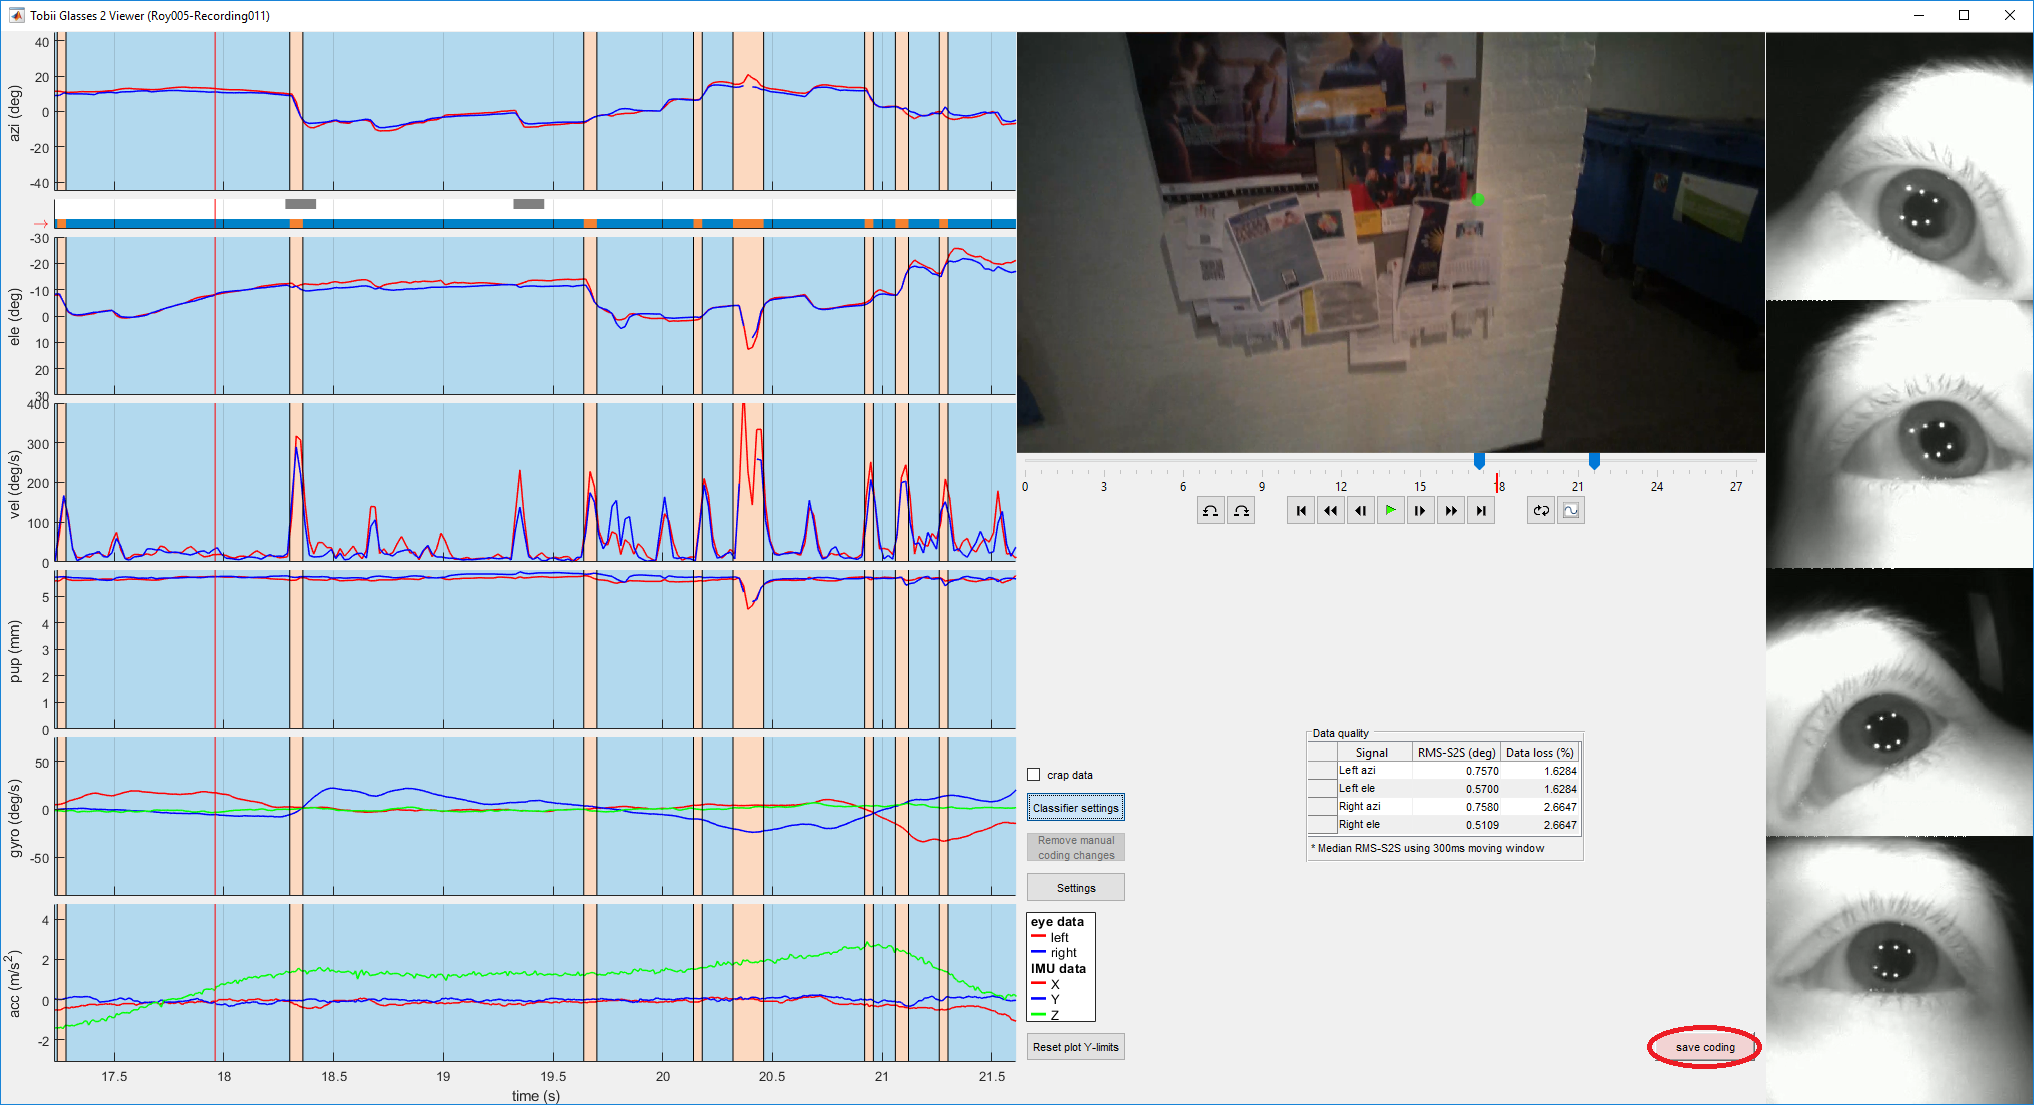 Tobii Glasses 2 Viewer (Roy005-Recording011)
azi (deg)
40
20
0
-20
-40
ele (deg)
-30
-20
-10
0
10
20
30
vel (deg/s)
400
300
200
100
0
pup (mm)
5
4
3
2
1
0
gyro (deg/s)
50
0
-50
acc (m/s²)
4
2
0
-2
17.5 18 18.5 19 19.5 20 20.5 21 21.5
time (s)
0 3 6 9 12 15 18 21 24 27
crap data
Classifier settings
Remove manual
coding changes
Settings
eye data
left
right
IMU data
X
Y
Z
Reset plot Y-limits
Data quality
Signal RMS-S2S (deg) Data loss (%)
Left azi 0.7570 1.6284
Left ele 0.5700 1.6284
Right azi 0.7580 2.6647
Right ele 0.5109 2.6647
* Median RMS-S2S using 300ms moving window
save coding